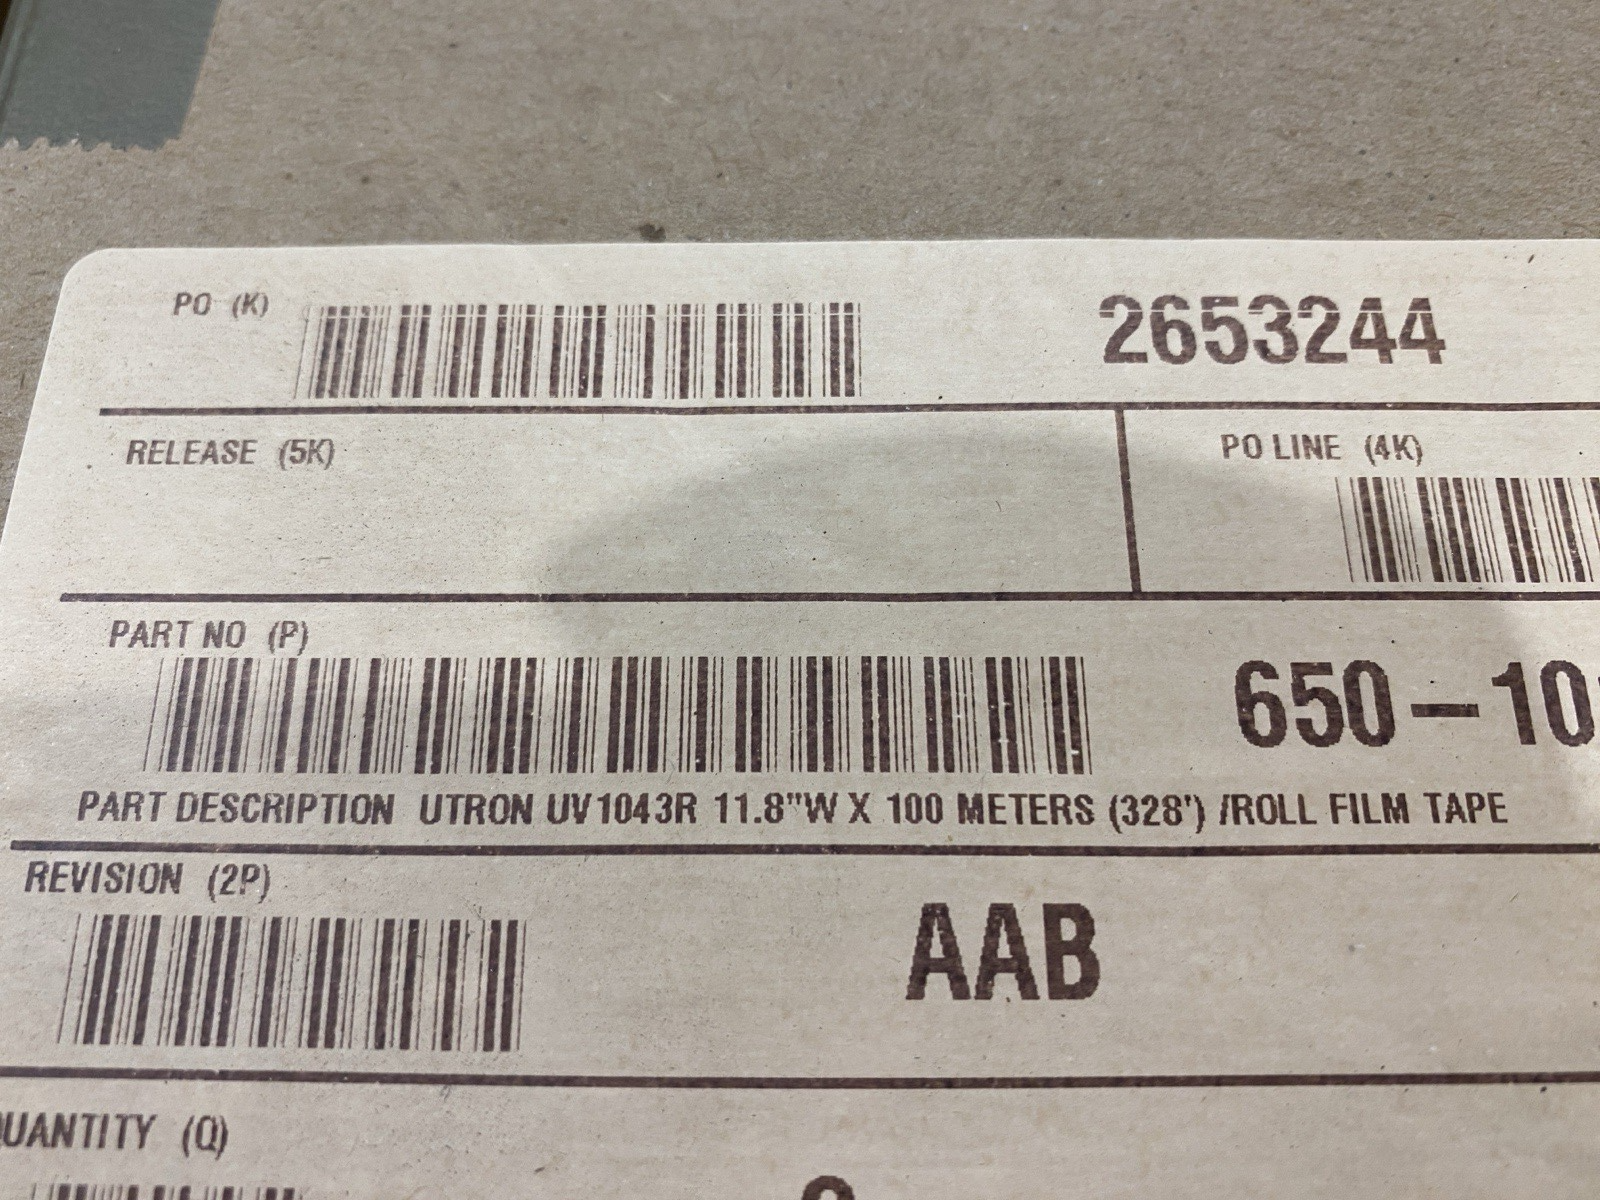 PO (K) 2653244
RELEASE (5K) PO LINE (4K)
PART NO (P) 650-10
PART DESCRIPTION UTRON UV1043R 11.8"W X 100 METERS (328') /ROLL FILM TAPE
REVISION (2P) AAB
QUANTITY (Q)